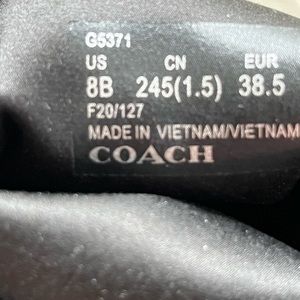 G5371
US CN EUR
8B 245(1.5) 38.5
F20/127
MADE IN VIETNAM/VIETNAM
COACH